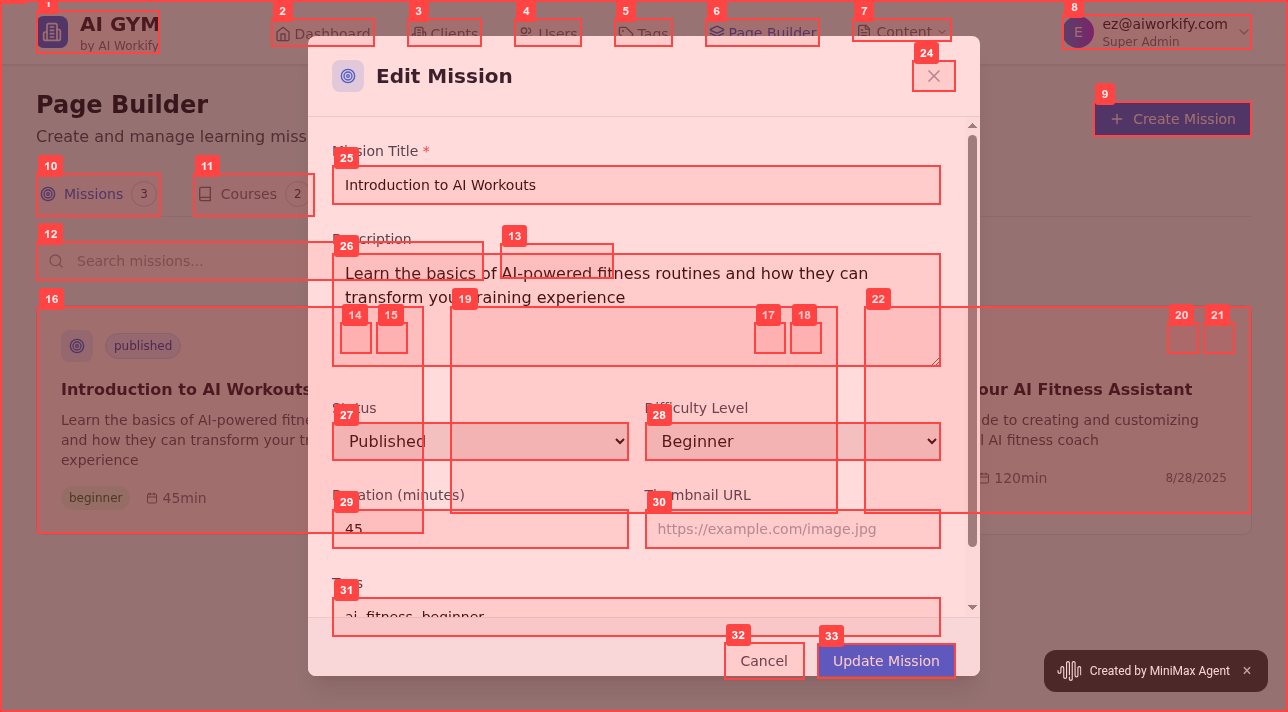 1
AI GYM
by AI Workify
2
Dashboard
3
Clients
4
Users
5
Tags
6
Page Builder
7
Content
8
E
ez@aiworkify.com
Super Admin
Page Builder
Create and manage learning miss
9
+ Create Mission
10
Missions 3
11
Courses 2
12
Search missions...
13
16
14
15
19
17
18
22
20
21
published
Introduction to AI Workouts
Learn the basics of AI-powered fitne
and how they can transform your tr
experience
beginner
45min
our AI Fitness Assistant
de to creating and customizing
l AI fitness coach
120min
8/28/2025
Edit Mission
24
×
25
Mission Title *
Introduction to AI Workouts
26
Description
Learn the basics of AI-powered fitness routines and how they can
transform your training experience
27
Status
Published
28
Difficulty Level
Beginner
29
Duration (minutes)
45
30
Thumbnail URL
https://example.com/image.jpg
31
Tags
ai, fitness, beginner
32
Cancel
33
Update Mission
Created by MiniMax Agent ×